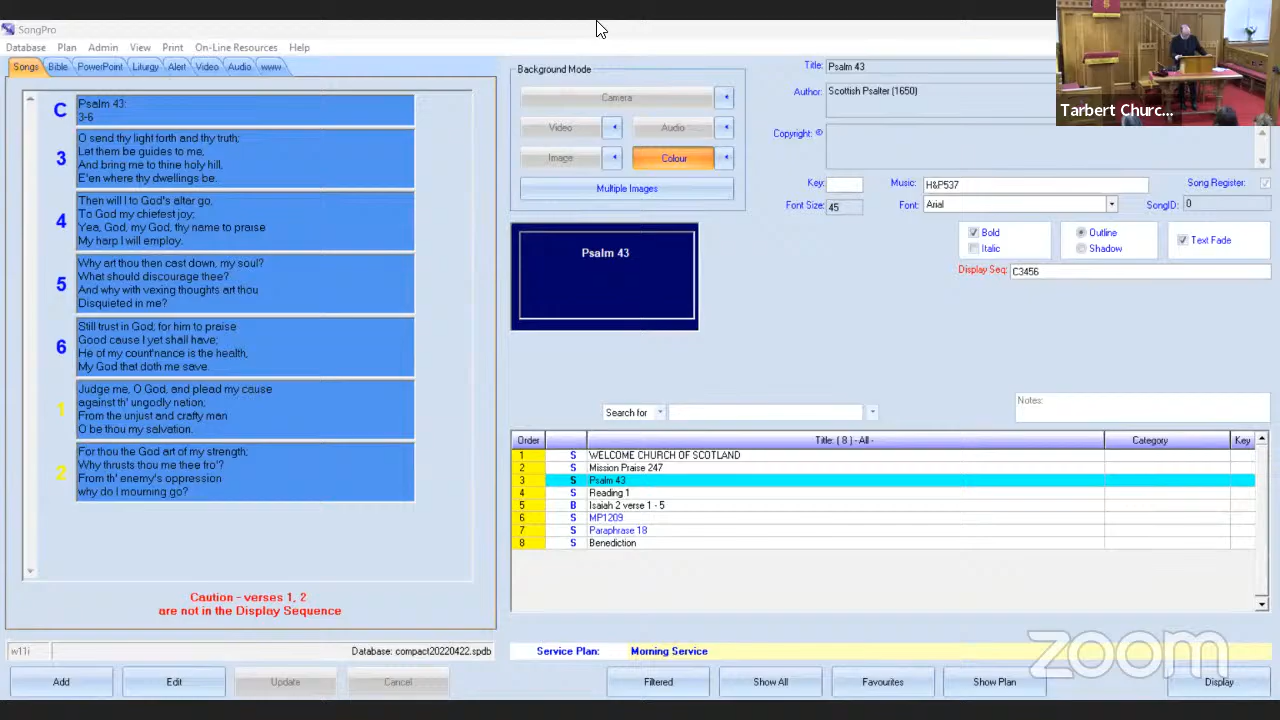 SongPro
Database Plan Admin View Print On-Line Resources Help
Songs Bible PowerPoint Liturgy Alert Video Audio www
C
Psalm 43:
3-6
3
O send thy light forth and thy truth;
Let them be guides to me,
And bring me to thine holy hill,
E'en where thy dwellings be.
4
Then will I to God's altar go,
To God my chiefest joy;
Yea, God, my God, thy name to praise
My harp I will employ.
5
Why art thou then cast down, my soul?
What should discourage thee?
And why with vexing thoughts art thou
Disquieted in me?
6
Still trust in God; for him to praise
Good cause I yet shall have;
He of my count'nance is the health,
My God that doth me save.
1
Judge me, O God, and plead my cause
against th' ungodly nation;
From the unjust and crafty man
O be thou my salvation.
2
For thou the God art of my strength;
Why thrusts thou me thee fro'?
From th' enemy's oppression
why do I mourning go?
Caution - verses 1, 2
are not in the Display Sequence
w11i
Database: compact20220422.spdb
Add Edit Update Cancel
Background Mode
Camera
Video Audio
Image Colour
Multiple Images
Psalm 43
Title: Psalm 43
Author: Scottish Psalter (1650)
Copyright: ©
Key: Music: H&P537 Song Register:
Font Size: 45 Font: Arial SongID: 0
Bold Outline Text Fade
Italic Shadow
Display Seq: C3456
Search for
Notes:
Order Title: ( 8 ) - All - Category Key
1 S WELCOME CHURCH OF SCOTLAND
2 S Mission Praise 247
3 S Psalm 43
4 S Reading 1
5 B Isaiah 2 verse 1 - 5
6 S MP1209
7 S Paraphrase 18
8 S Benediction
Service Plan: Morning Service
Filtered Show All Favourites Show Plan Display
Tarbert Churc...
zoom